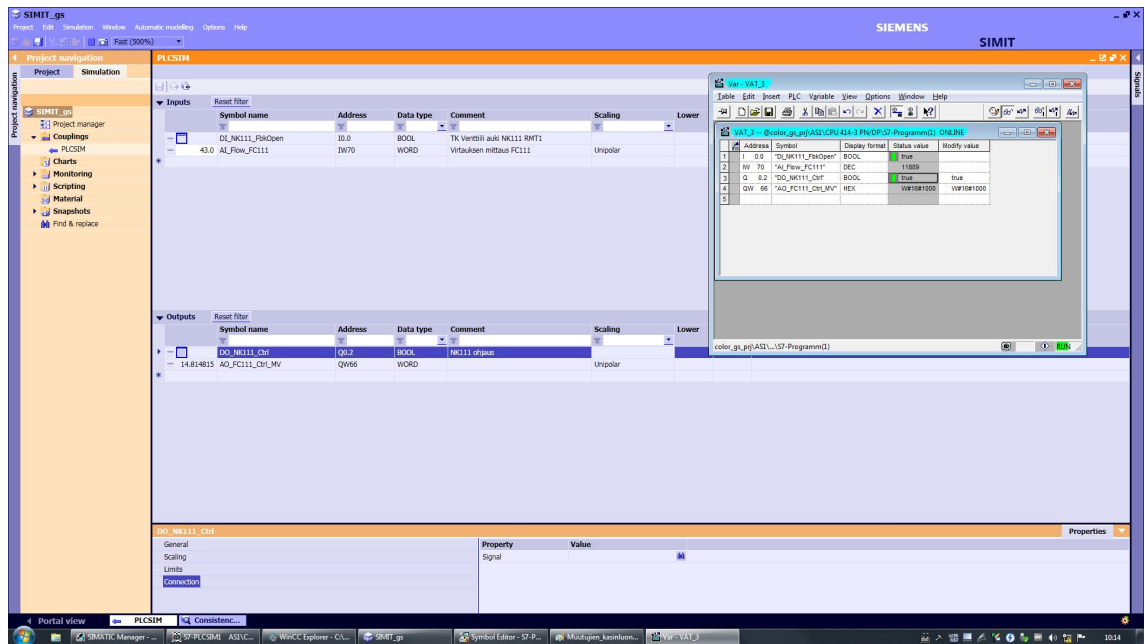 SIMIT_gs
Project Edit Simulation Window Automatic modelling Options Help
SIEMENS
Fast (500%)
SIMIT
Project navigation
PLCSIM
Project Simulation
Signals
Project navigation
SIMIT_gs
Project manager
Couplings
PLCSIM
Charts
Monitoring
Scripting
Material
Snapshots
Find & replace
Inputs Reset filter
Symbol name Address Data type Comment Scaling Lower
DI_NK111_FbkOpen I0.0 BOOL TK Venttiili auki NK111 RMT1
43.0 AI_Flow_FC111 IW70 WORD Virtauksen mittaus FC111 Unipolar
Outputs Reset filter
Symbol name Address Data type Comment Scaling Lower
DO_NK111_Ctrl Q0.2 BOOL NK111 ohjaus
14.814815 AO_FC111_Ctrl_MV QW66 WORD Unipolar
Var - VAT_3
Table Edit Insert PLC Variable View Options Window Help
VAT_3 -- @color_gs_prj\AS1\CPU 414-3 PN/DP\S7-Programm(1) ONLINE
Address Symbol Display format Status value Modify value
1 I 0.0 "DI_NK111_FbkOpen" BOOL true
2 IW 70 "AI_Flow_FC111" DEC 11889
3 Q 0.2 "DO_NK111_Ctrl" BOOL true true
4 QW 66 "AO_FC111_Ctrl_MV" HEX W#16#1000 W#16#1000
5
color_gs_prj\AS1\...\S7-Programm(1)
RUN
DO_NK111_Ctrl
Properties
General
Scaling
Limits
Connection
Property Value
Signal
Portal view PLCSIM Consistenc...
SIMATIC Manager - ... S7-PLCSIM1 AS1\C... WinCC Explorer - C:\... SIMIT_gs Symbol Editor - S7-P... Muutujien_kasinluon... Var - VAT_3
10:14